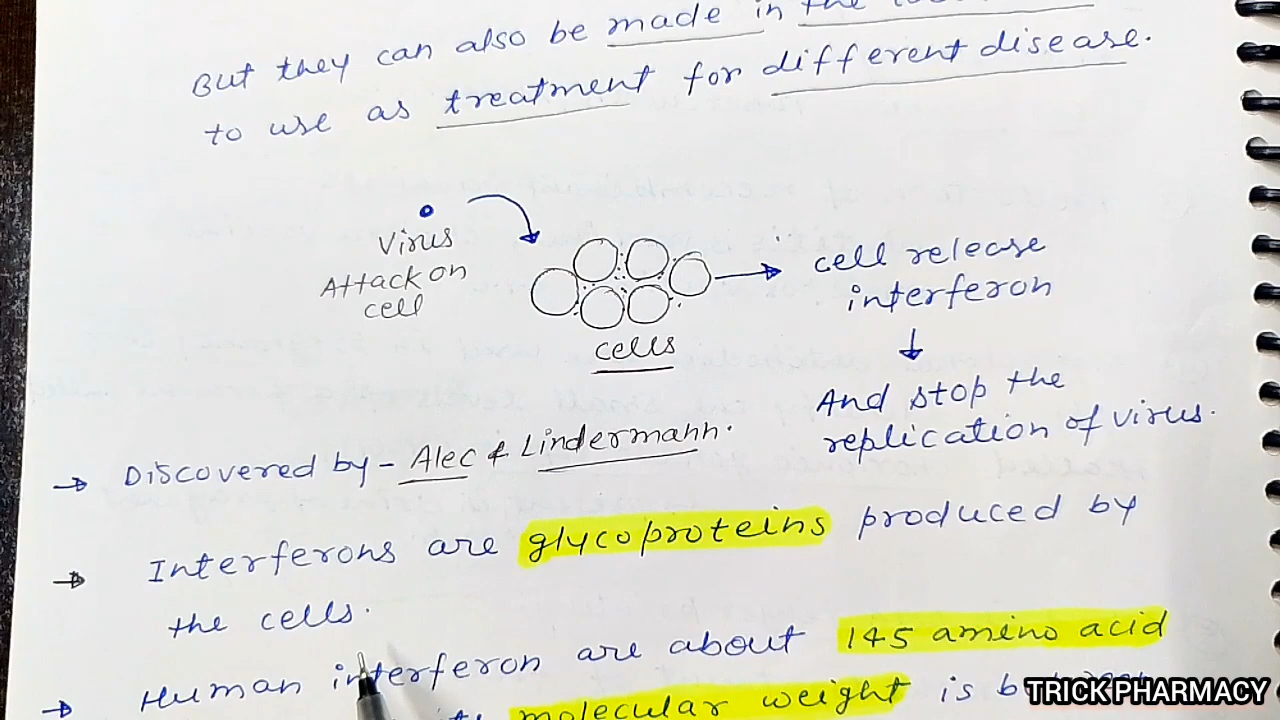 But they can also be made in the
to use as treatment for different disease.
Virus
Attack on
cell
cells
cell release
interferon
And stop the
replication of virus.
→ Discovered by - Alec & Lindermann.
→ Interferons are glycoproteins produced by
the cells.
→ Human interferon are about 145 amino acid
molecular weight is
TRICK PHARMACY